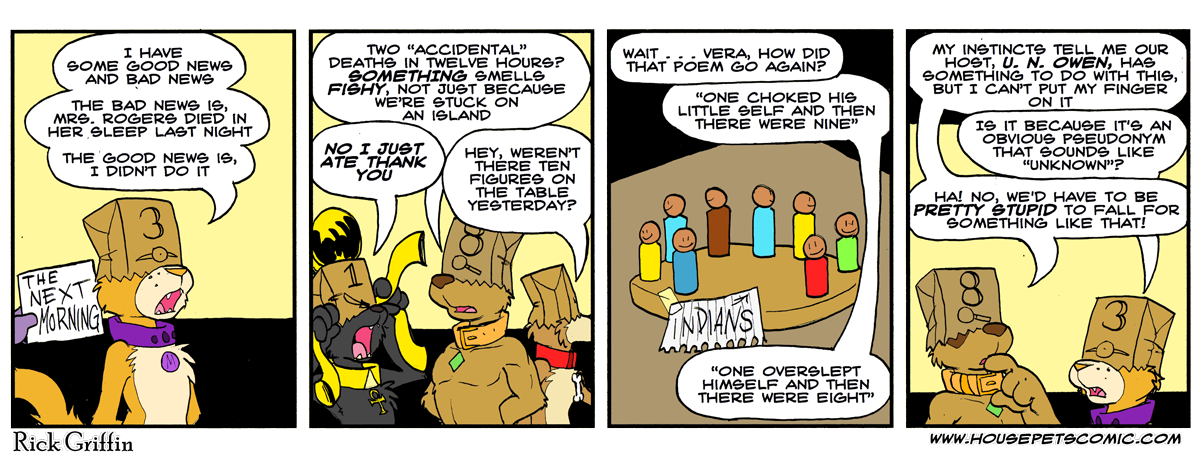 I HAVE
SOME GOOD NEWS
AND BAD NEWS
THE BAD NEWS IS,
MRS. ROGERS DIED IN
HER SLEEP LAST NIGHT
THE GOOD NEWS IS,
I DIDN'T DO IT
3
THE
NEXT
MORNING
TWO "ACCIDENTAL"
DEATHS IN TWELVE HOURS?
SOMETHING SMELLS
FISHY, NOT JUST BECAUSE
WE'RE STUCK ON
AN ISLAND
NO I JUST
ATE THANK
YOU
HEY, WEREN'T
THERE TEN
FIGURES ON
THE TABLE
YESTERDAY?
1
8
WAIT . . . VERA, HOW DID
THAT POEM GO AGAIN?
"ONE CHOKED HIS
LITTLE SELF AND THEN
THERE WERE NINE"
INDIANS
"ONE OVERSLEPT
HIMSELF AND THEN
THERE WERE EIGHT"
MY INSTINCTS TELL ME OUR
HOST, U. N. OWEN, HAS
SOMETHING TO DO WITH THIS,
BUT I CAN'T PUT MY FINGER
ON IT
IS IT BECAUSE IT'S AN
OBVIOUS PSEUDONYM
THAT SOUNDS LIKE
"UNKNOWN"?
HA! NO, WE'D HAVE TO BE
PRETTY STUPID TO FALL FOR
SOMETHING LIKE THAT!
8
3
Rick Griffin
WWW.HOUSEPETSCOMIC.COM